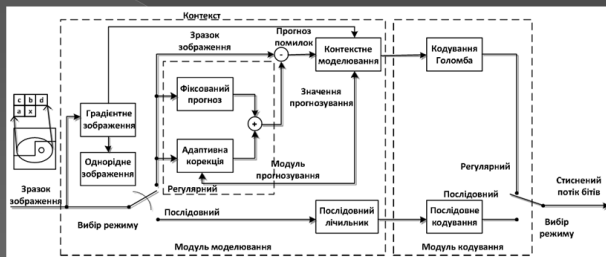 Контекст
Зразок
зображення
Прогноз
помилок
Контекстне
моделювання
Кодування
Голомба
c b d
a x
Градієнтне
зображення
Фіксований
прогноз
Значення
прогнозування
Однорідне
зображення
Адаптивна
корекція
Модуль
прогнозування
Регулярний
Регулярний
Зразок
зображення
Вибір режиму
Послідовний
Послідовний
лічильник
Послідовний
Послідовне
кодування
Стиснений
потік бітів
Вибір
режиму
Модуль моделювання
Модуль кодування